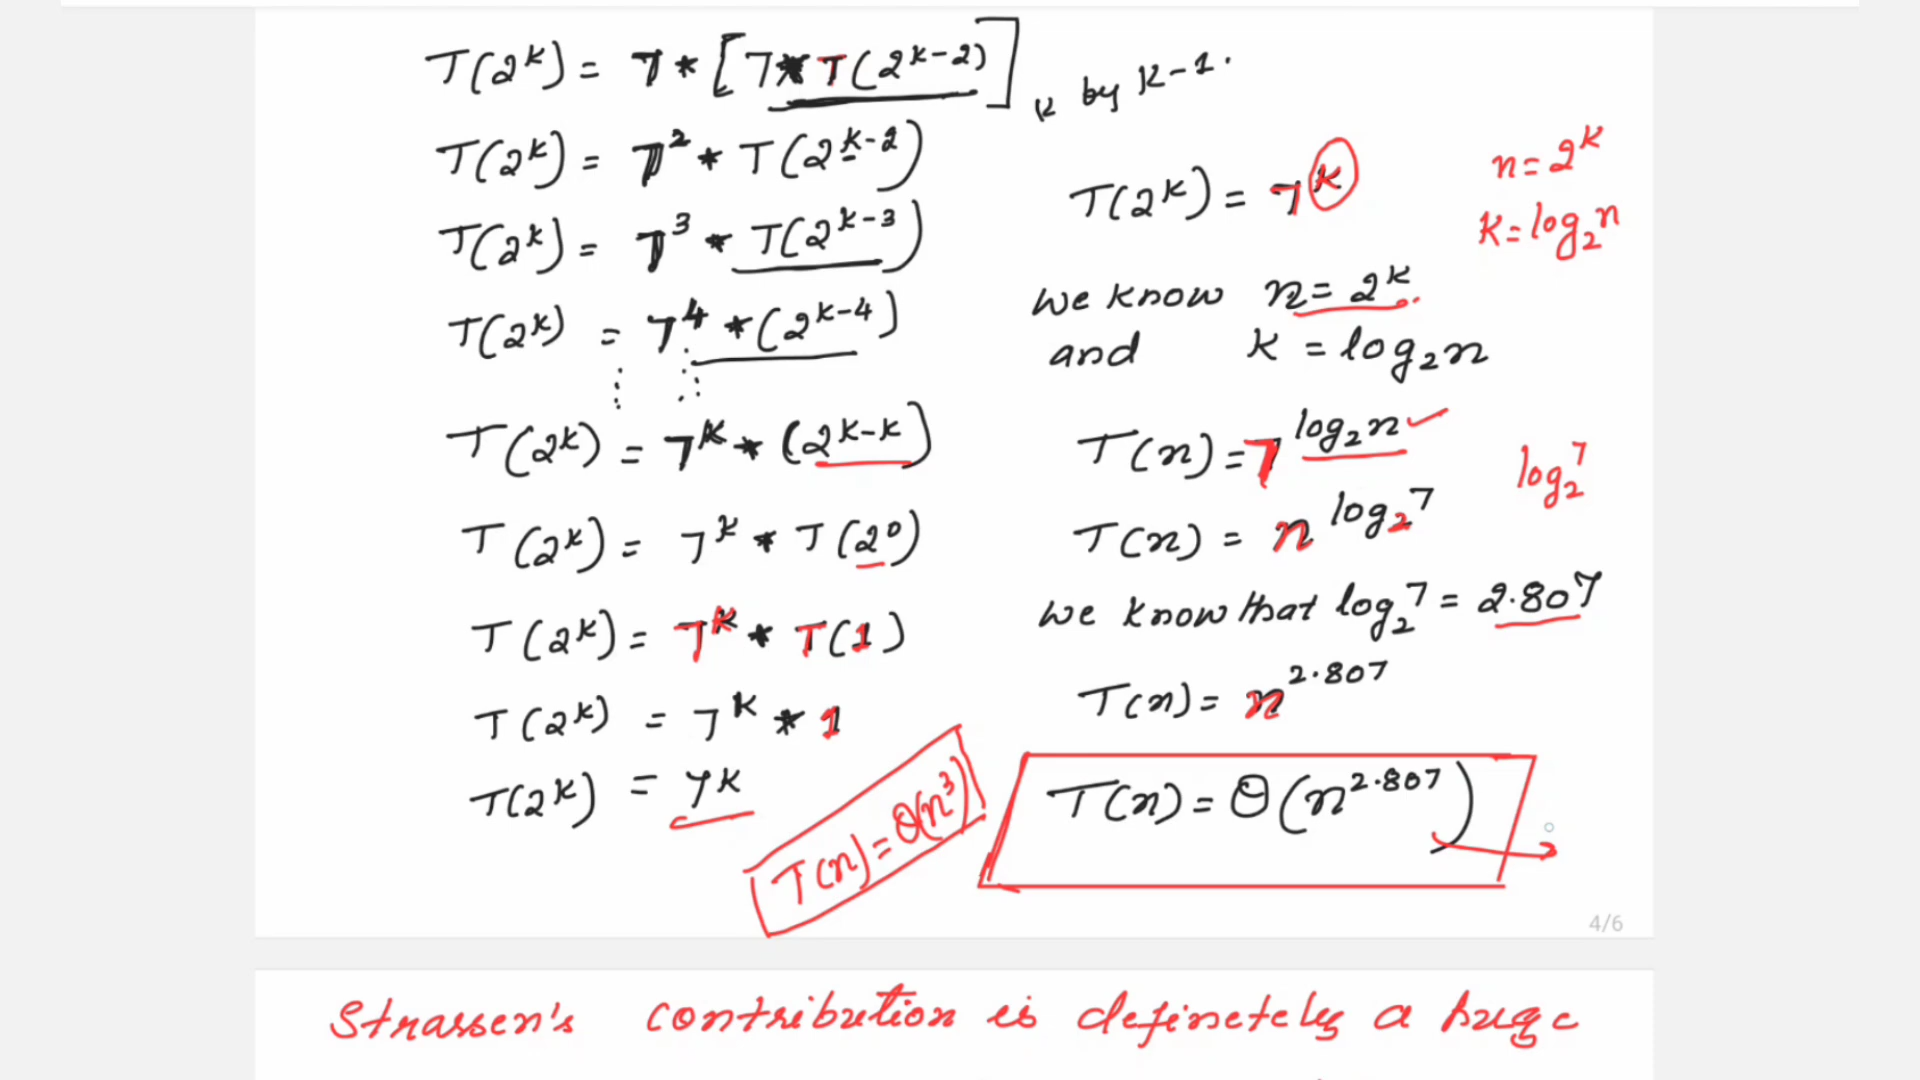 T(2^k) = 7 * [7 * T(2^k-2)]
k by k-1.
T(2^k) = 7^2 * T(2^k-2)
T(2^k) = 7^3 * T(2^k-3)
T(2^k) = 7^4 * (2^k-4)
T(2^k) = 7^k * (2^k-k)
T(2^k) = 7^k * T(2^0)
T(2^k) = 7^k * T(1)
T(2^k) = 7^k * 1
T(2^k) = 7^k
T(n) = θ(n^3)
T(2^k) = 7^k
n = 2^k
k = log_2 n
we know n = 2^k
and k = log_2 n
T(n) = 7^log_2 n
log_2 7
T(n) = n^log_2 7
we know that log_2 7 = 2.807
T(n) = n^2.807
T(n) = θ(n^2.807)
4/6
Strassen's contribution is definetely a huge